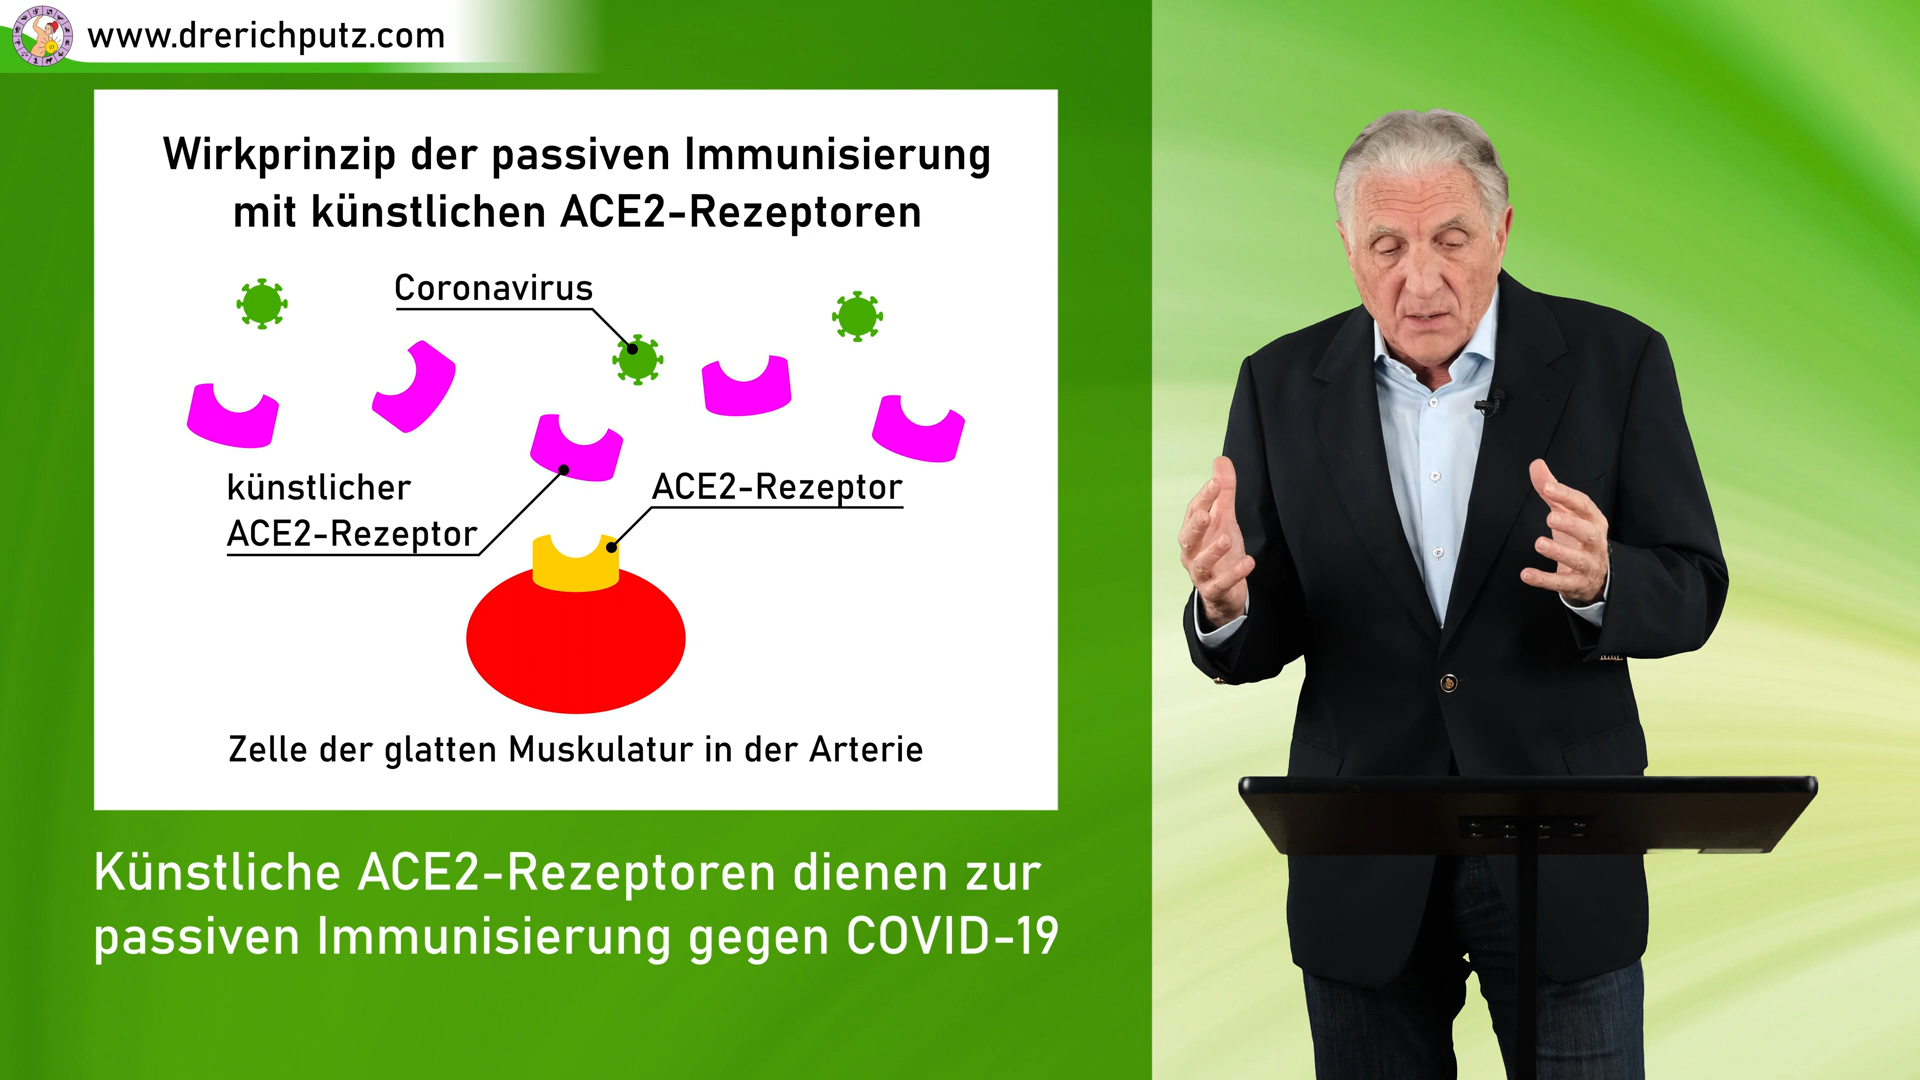 www.drerichputz.com
Wirkprinzip der passiven Immunisierung
mit künstlichen ACE2-Rezeptoren
Coronavirus
künstlicher
ACE2-Rezeptor
ACE2-Rezeptor
Zelle der glatten Muskulatur in der Arterie
Künstliche ACE2-Rezeptoren dienen zur
passiven Immunisierung gegen COVID-19